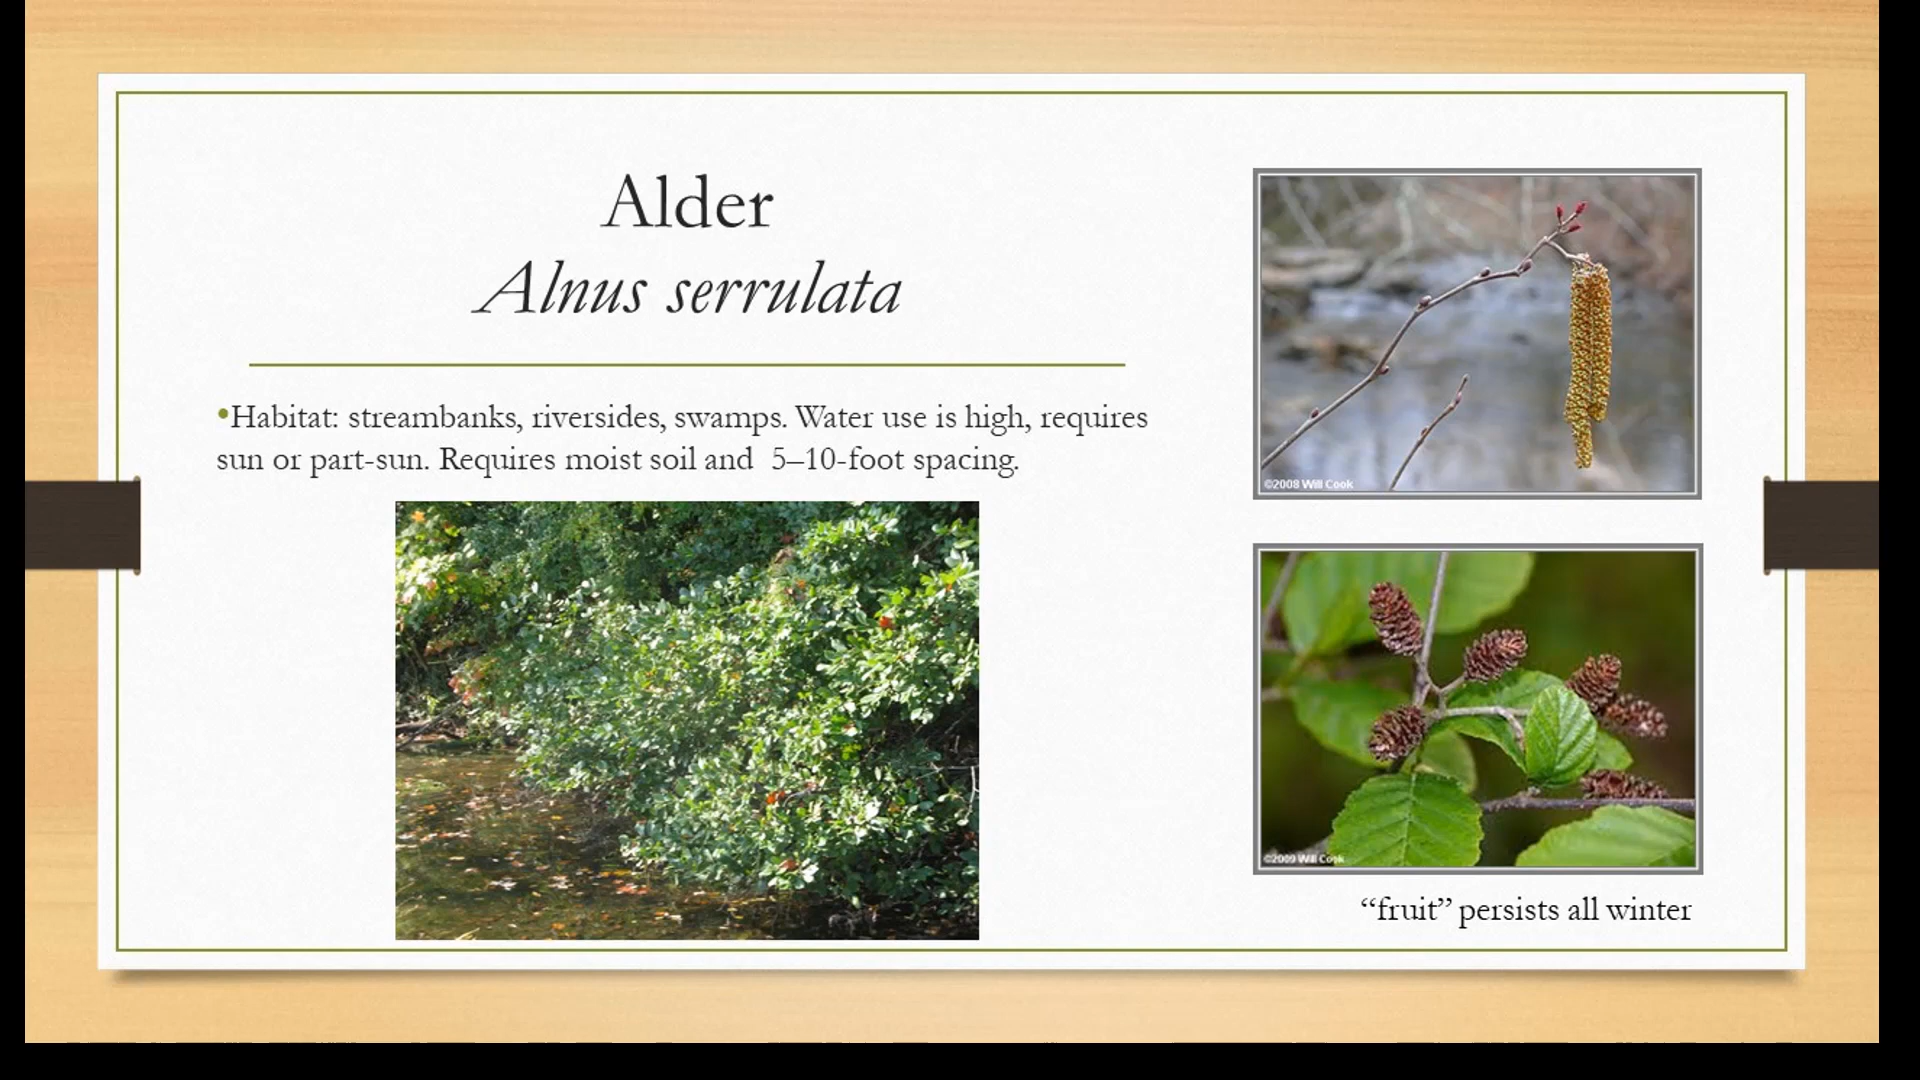 Alder
Alnus serrulata
•Habitat: streambanks, riversides, swamps. Water use is high, requires
sun or part-sun. Requires moist soil and  5–10-foot spacing.
©2008 Will Cook
©2009 Will Cook
“fruit” persists all winter